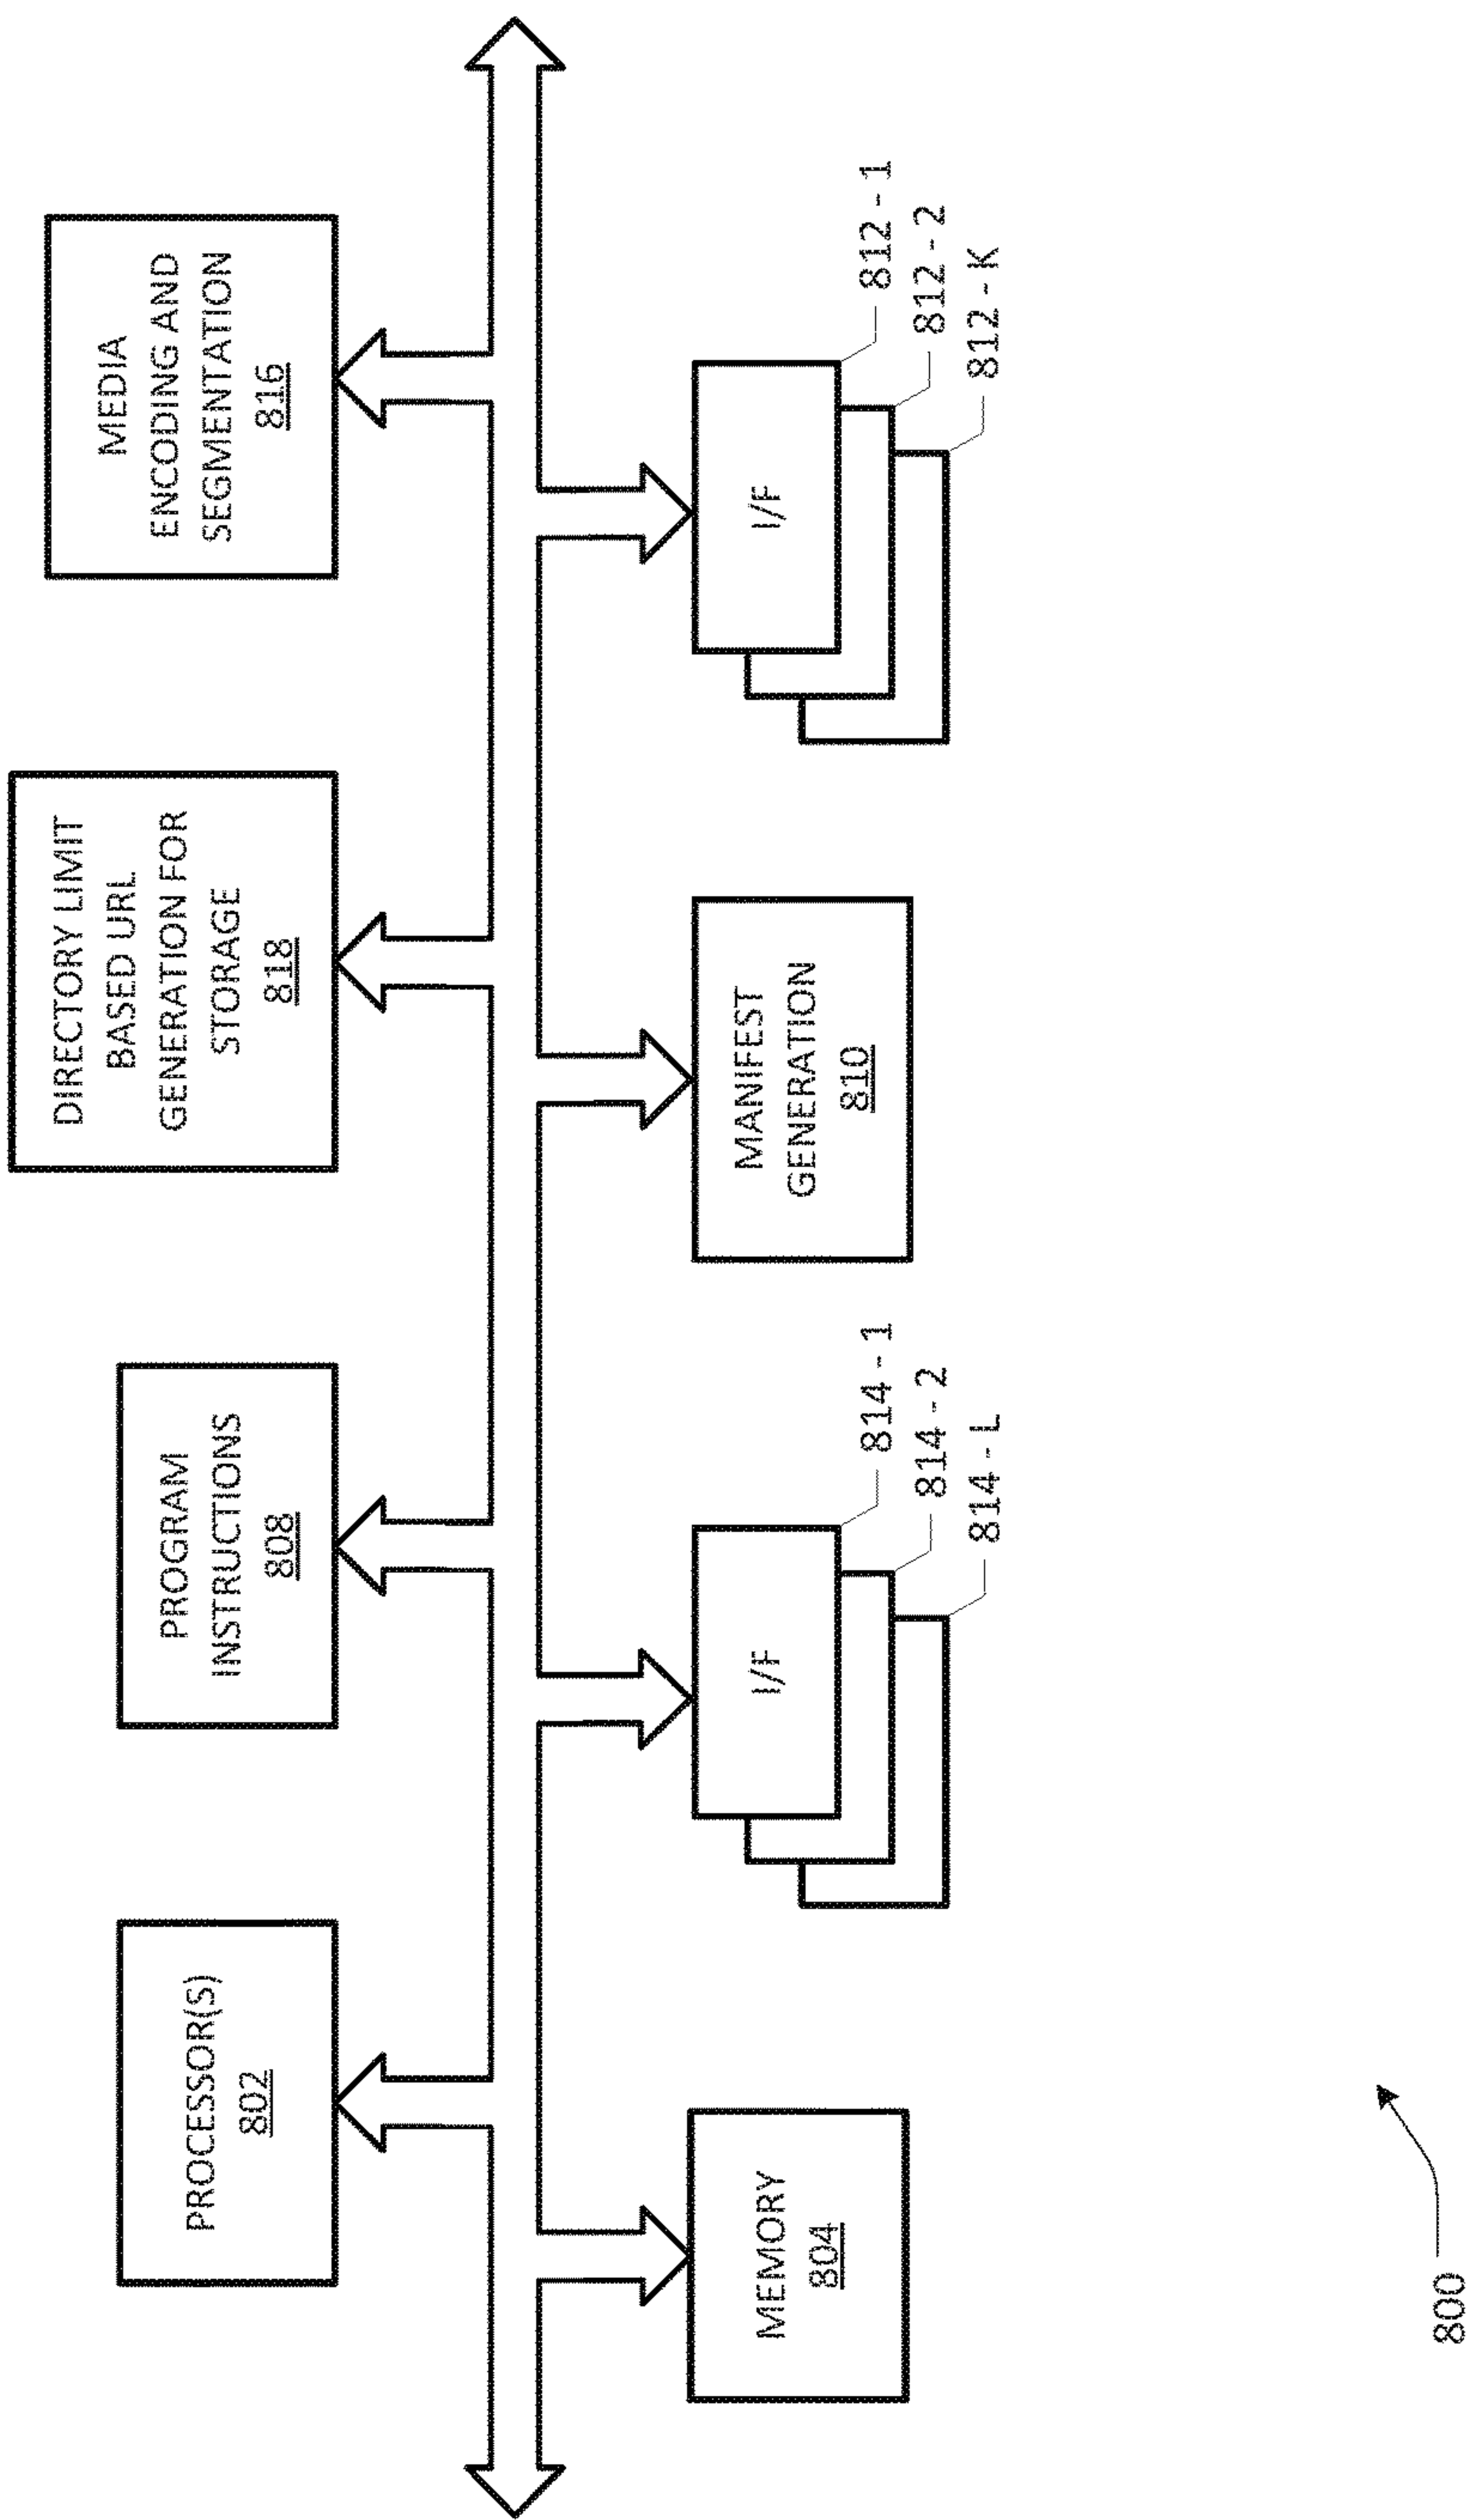 PROCESSOR(S)
802
PROGRAM
INSTRUCTIONS
808
DIRECTORY LIMIT
BASED URL
GENERATION FOR
STORAGE
818
MEDIA
ENCODING AND
SEGMENTATION
816
MEMORY
804
I/F
814 - 1
814 - 2
814 - L
MANIFEST
GENERATION
810
I/F
812 - 1
812 - 2
812 - K
800